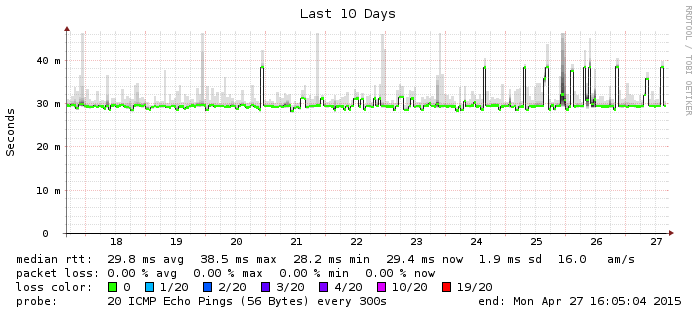 Last 10 Days
RRDTOOL / TOBI OETIKER
Seconds
40 m
30 m
20 m
10 m
0
18 19 20 21 22 23 24 25 26 27
median rtt: 29.8 ms avg 38.5 ms max 28.2 ms min 29.4 ms now 1.9 ms sd 16.0 am/s
packet loss: 0.00 % avg 0.00 % max 0.00 % min 0.00 % now
loss color: 0 1/20 2/20 3/20 4/20 10/20 19/20
probe: 20 ICMP Echo Pings (56 Bytes) every 300s end: Mon Apr 27 16:05:04 2015